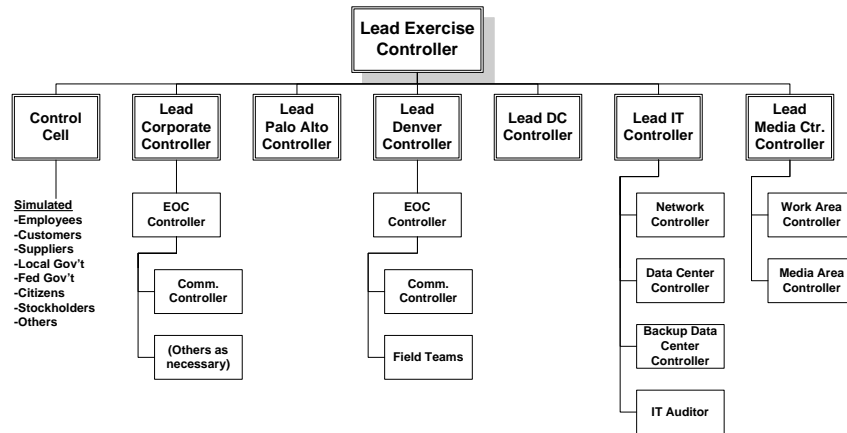 Lead Exercise
Controller
Control
Cell
Lead
Corporate
Controller
Lead
Palo Alto
Controller
Lead
Denver
Controller
Lead DC
Controller
Lead IT
Controller
Lead
Media Ctr.
Controller
Simulated
-Employees
-Customers
-Suppliers
-Local Gov't
-Fed Gov't
-Citizens
-Stockholders
-Others
EOC
Controller
Comm.
Controller
(Others as
necessary)
EOC
Controller
Comm.
Controller
Field Teams
Network
Controller
Data Center
Controller
Backup Data
Center
Controller
IT Auditor
Work Area
Controller
Media Area
Controller